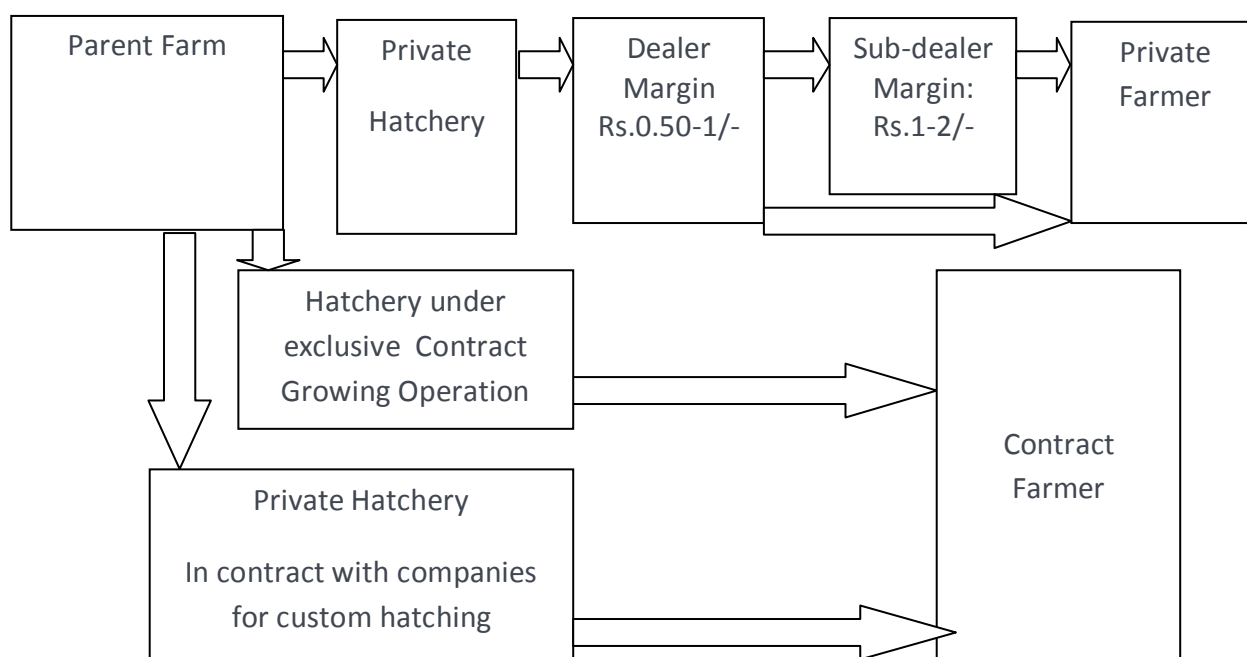 Parent Farm
Private
Hatchery
Dealer
Margin
Rs.0.50-1/-
Sub-dealer
Margin:
Rs.1-2/-
Private
Farmer
Hatchery under
exclusive Contract
Growing Operation
Contract
Farmer
Private Hatchery
In contract with companies
for custom hatching